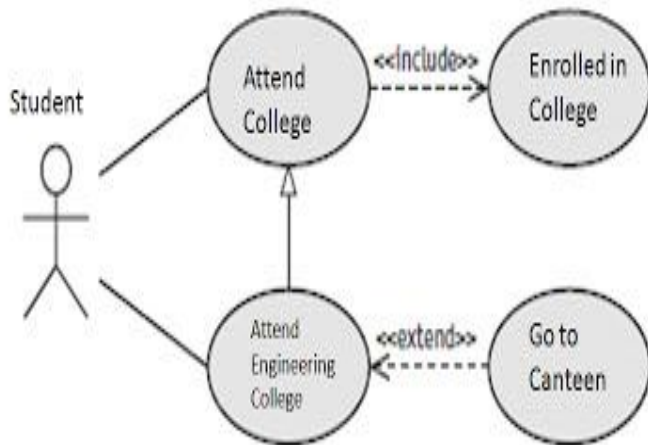 Student
Attend
College
<<include>>
Enrolled in
College
Attend
Engineering
College
<<extend>>
Go to
Canteen